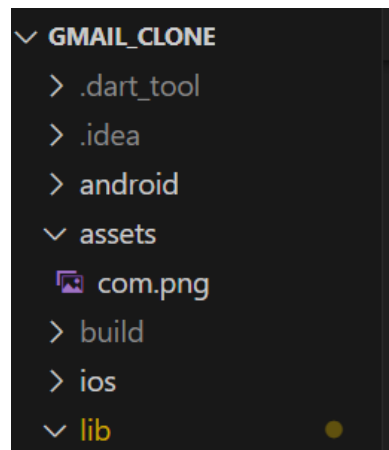 GMAIL_CLONE
.dart_tool
.idea
android
assets
com.png
build
ios
lib